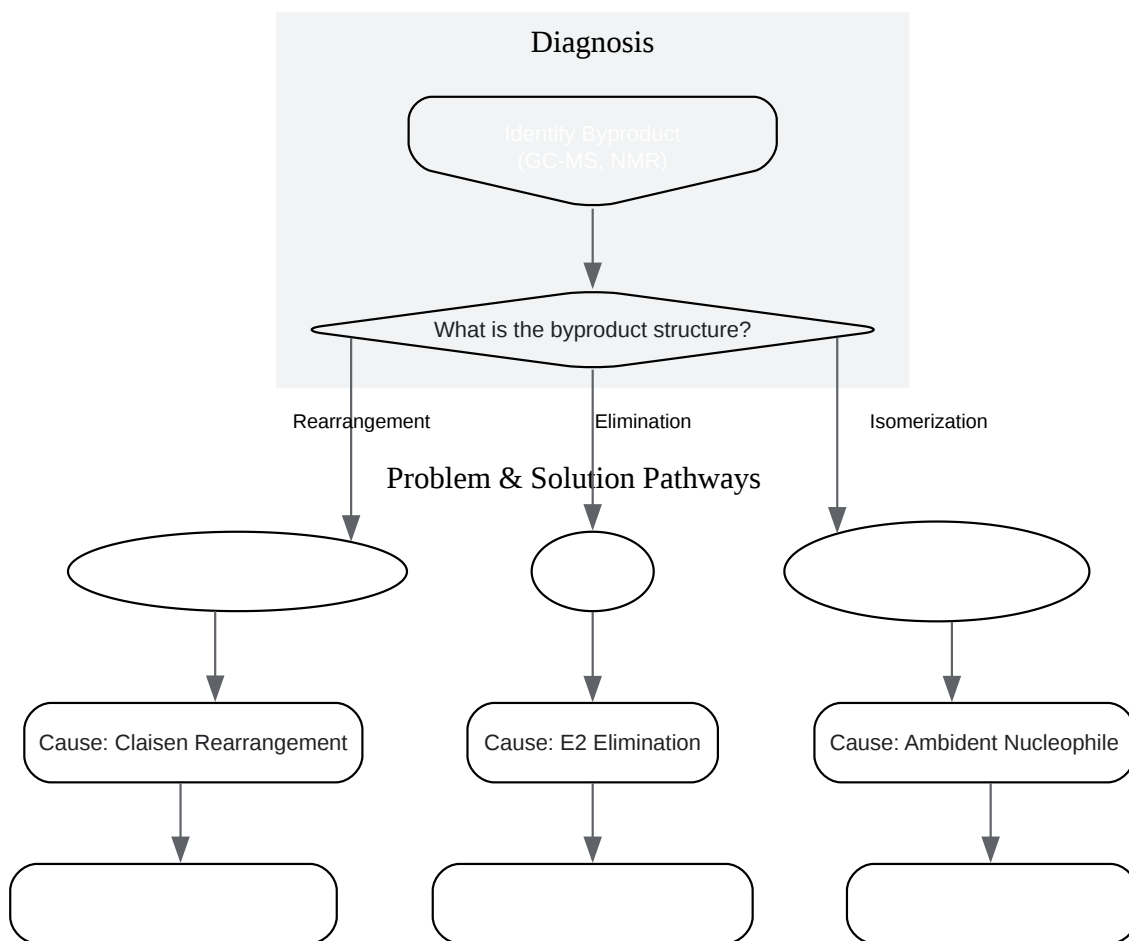 Diagnosis
Identify Byproduct
(GC-MS, NMR)
What is the byproduct structure?
Rearrangement
Elimination
Isomerization
Problem & Solution Pathways
Cause: Claisen Rearrangement
Cause: E2 Elimination
Cause: Ambident Nucleophile